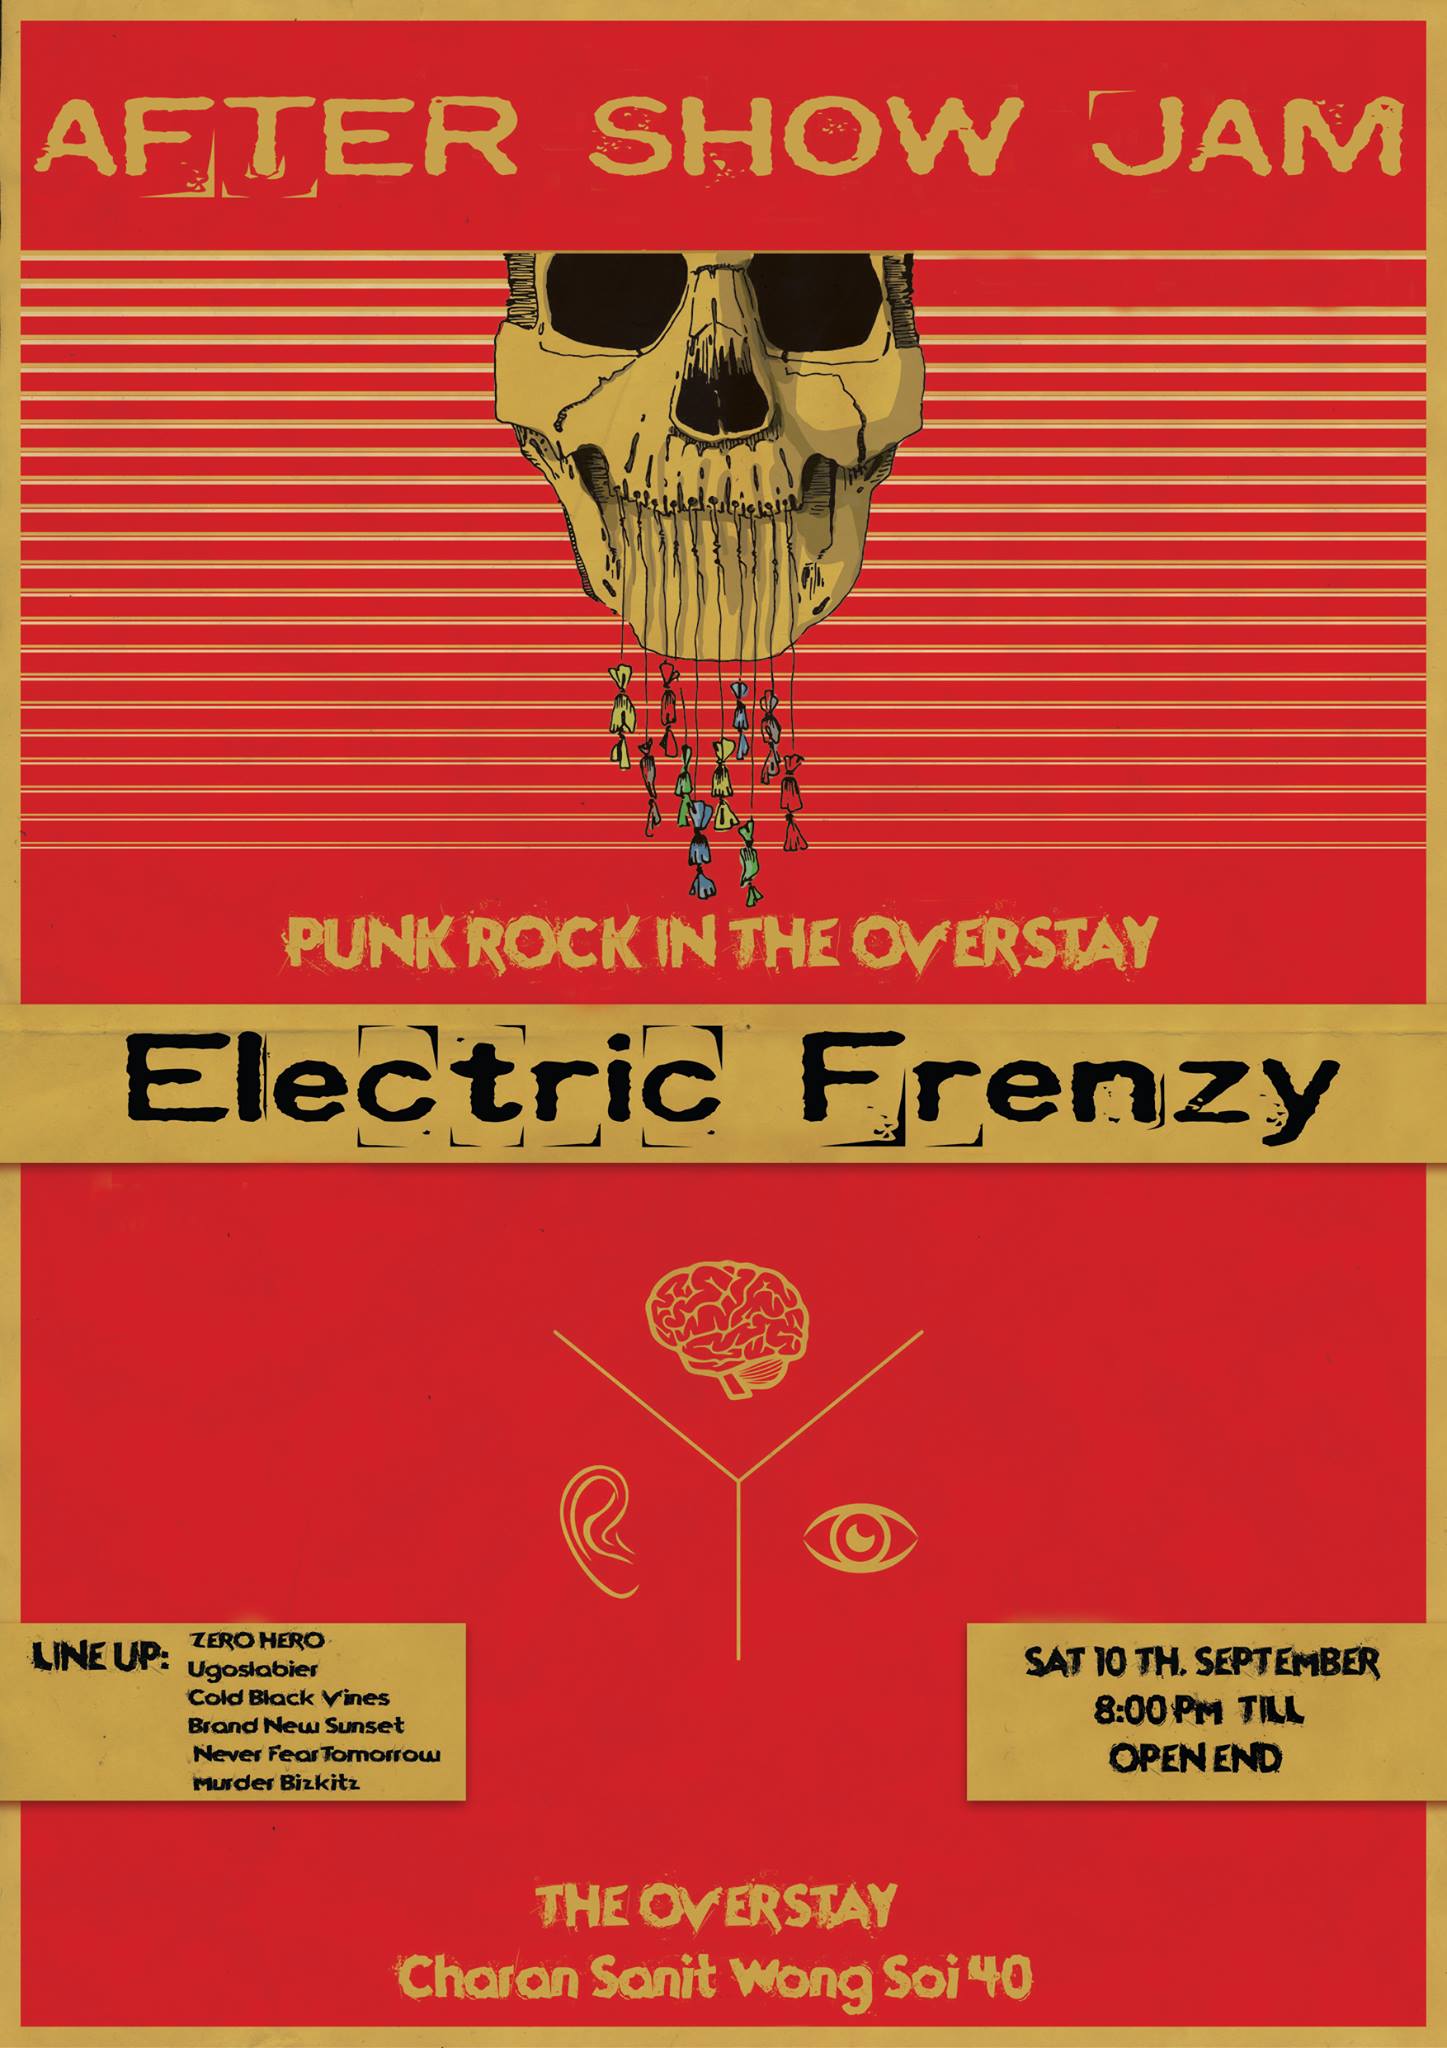 AFTER SHOW JAM
PUNK ROCK IN THE OVERSTAY
Electric Frenzy
LINE UP:
ZERO HERO
Ugoslabier
Cold Black Vines
Brand New Sunset
Never Fear Tomorrow
Murder Bizkitz
SAT 10 TH. SEPTEMBER
8:00 PM TILL
OPEN END
THE OVERSTAY
Charan Sanit Wong Soi 40